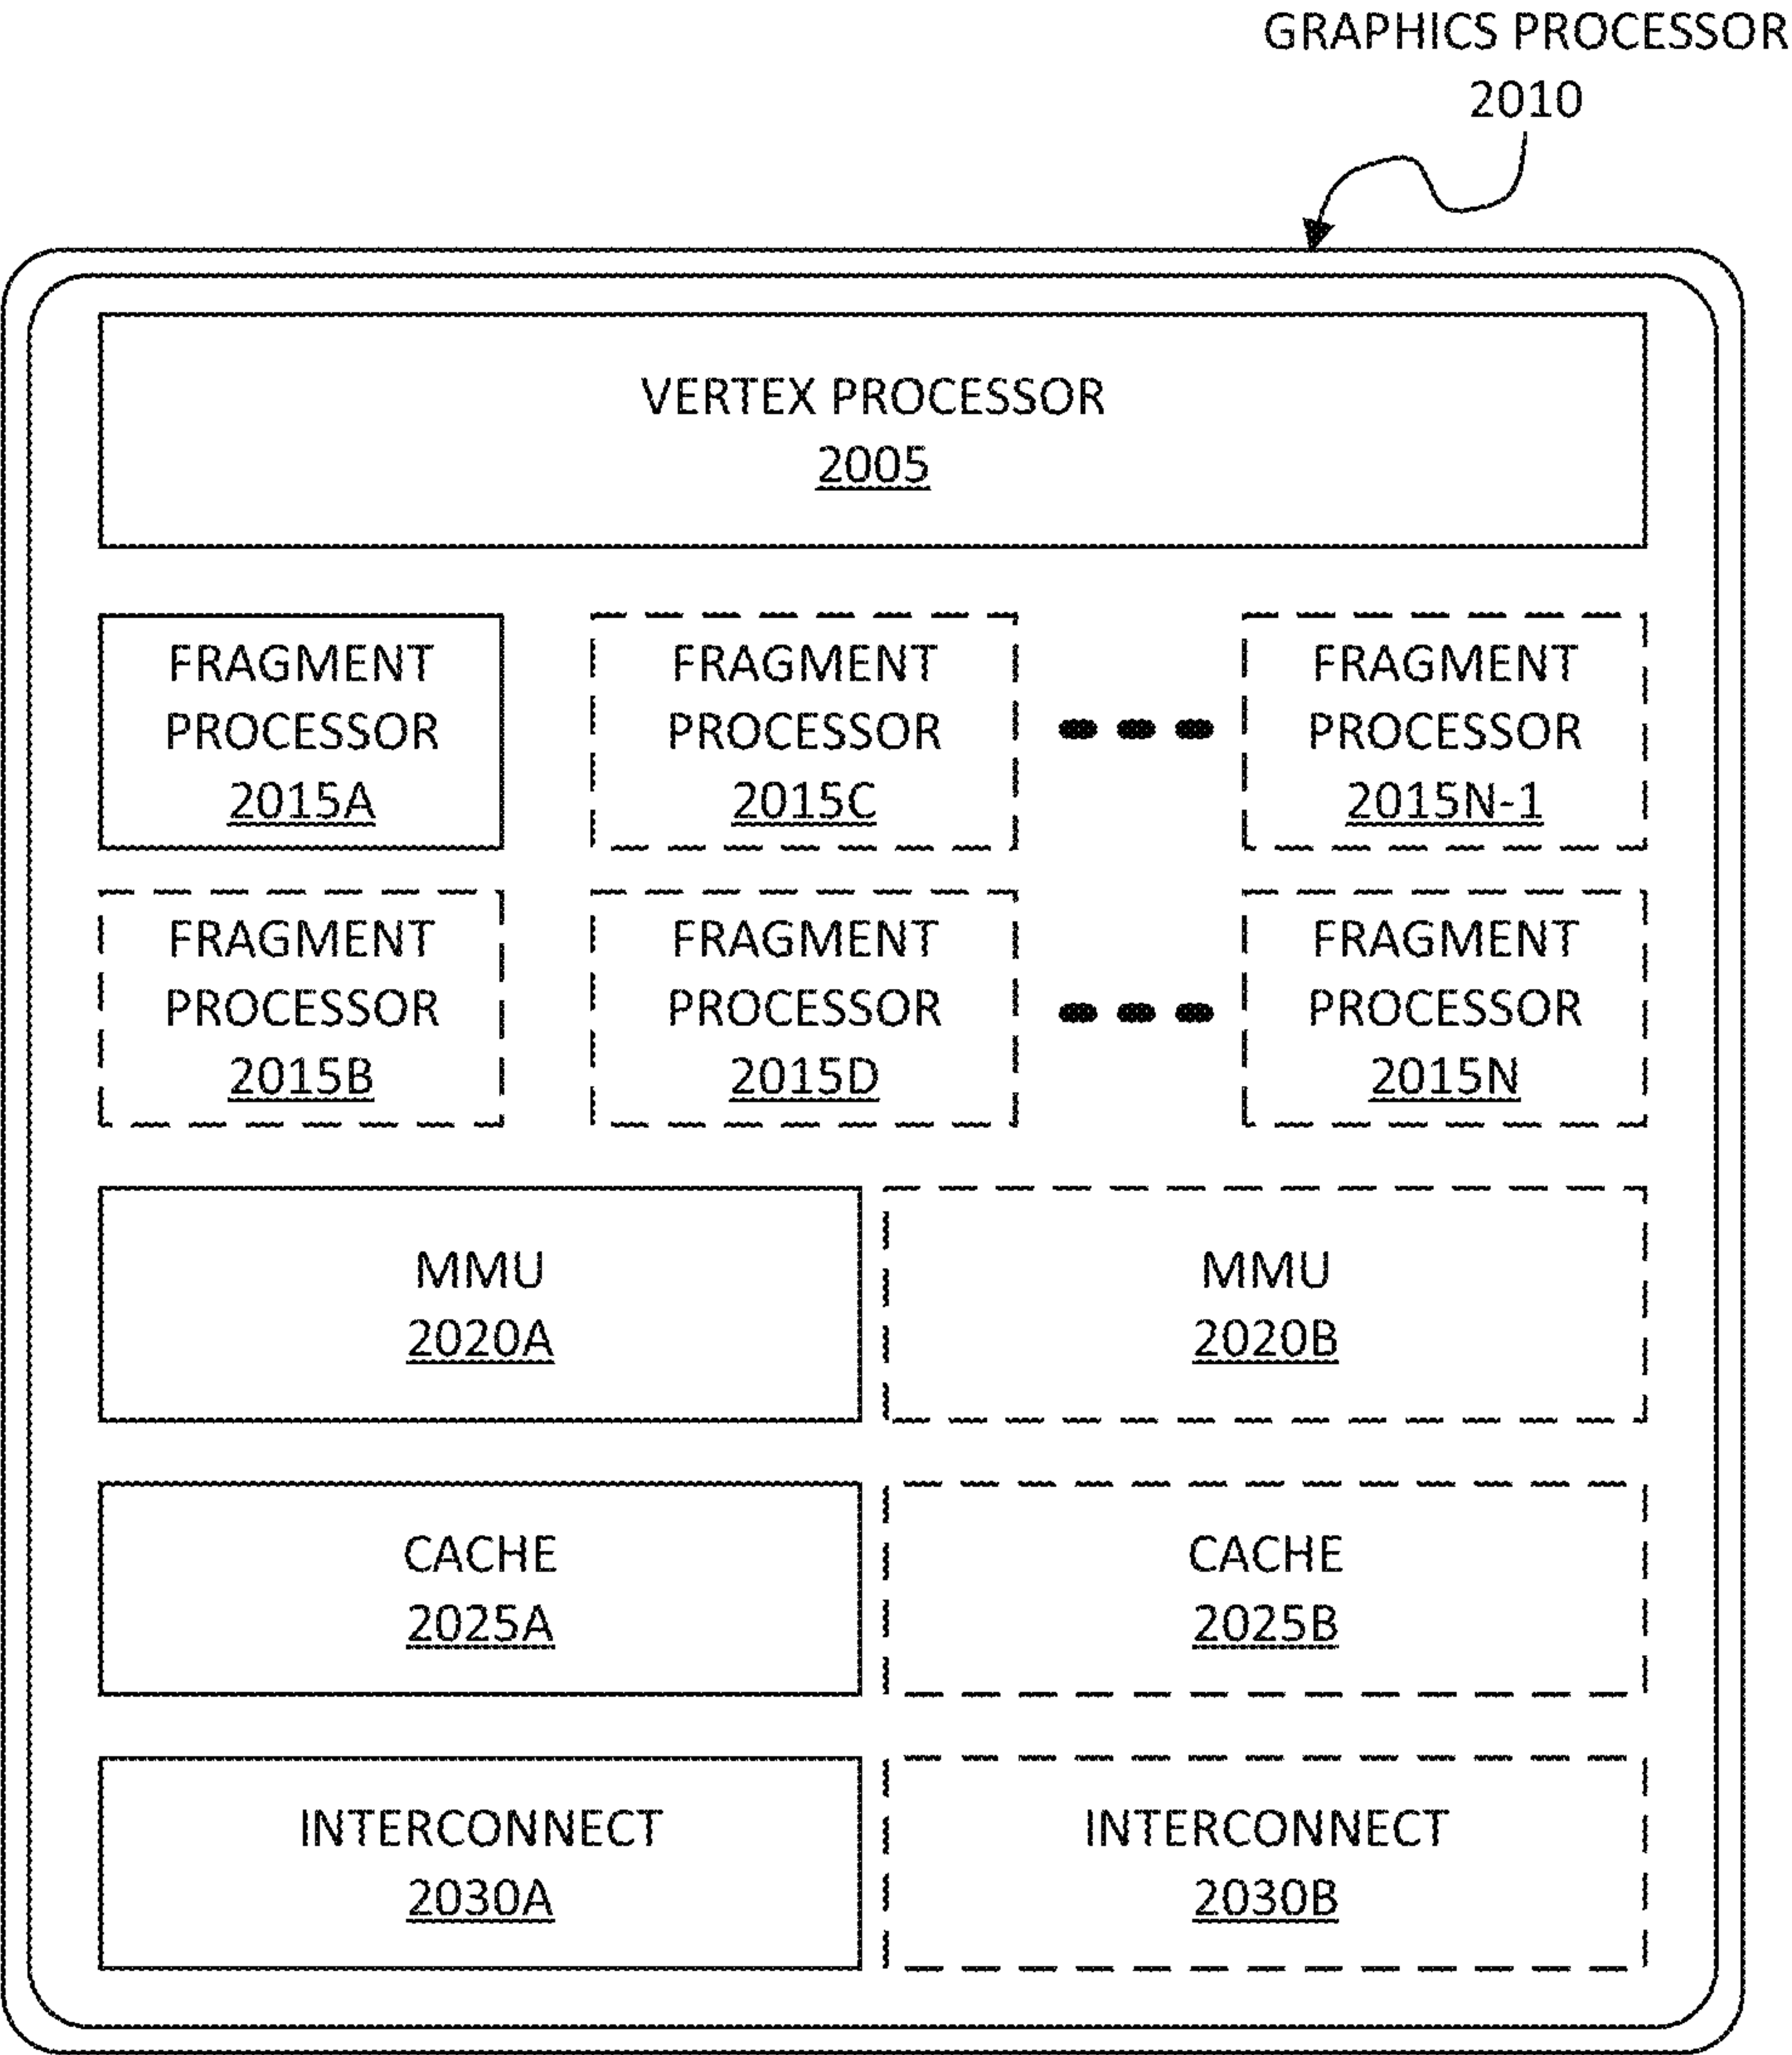 GRAPHICS PROCESSOR
2010
VERTEX PROCESSOR
2005
FRAGMENT
PROCESSOR
2015A
FRAGMENT
PROCESSOR
2015C
FRAGMENT
PROCESSOR
2015N-1
FRAGMENT
PROCESSOR
2015B
FRAGMENT
PROCESSOR
2015D
FRAGMENT
PROCESSOR
2015N
MMU
2020A
MMU
2020B
CACHE
2025A
CACHE
2025B
INTERCONNECT
2030A
INTERCONNECT
2030B